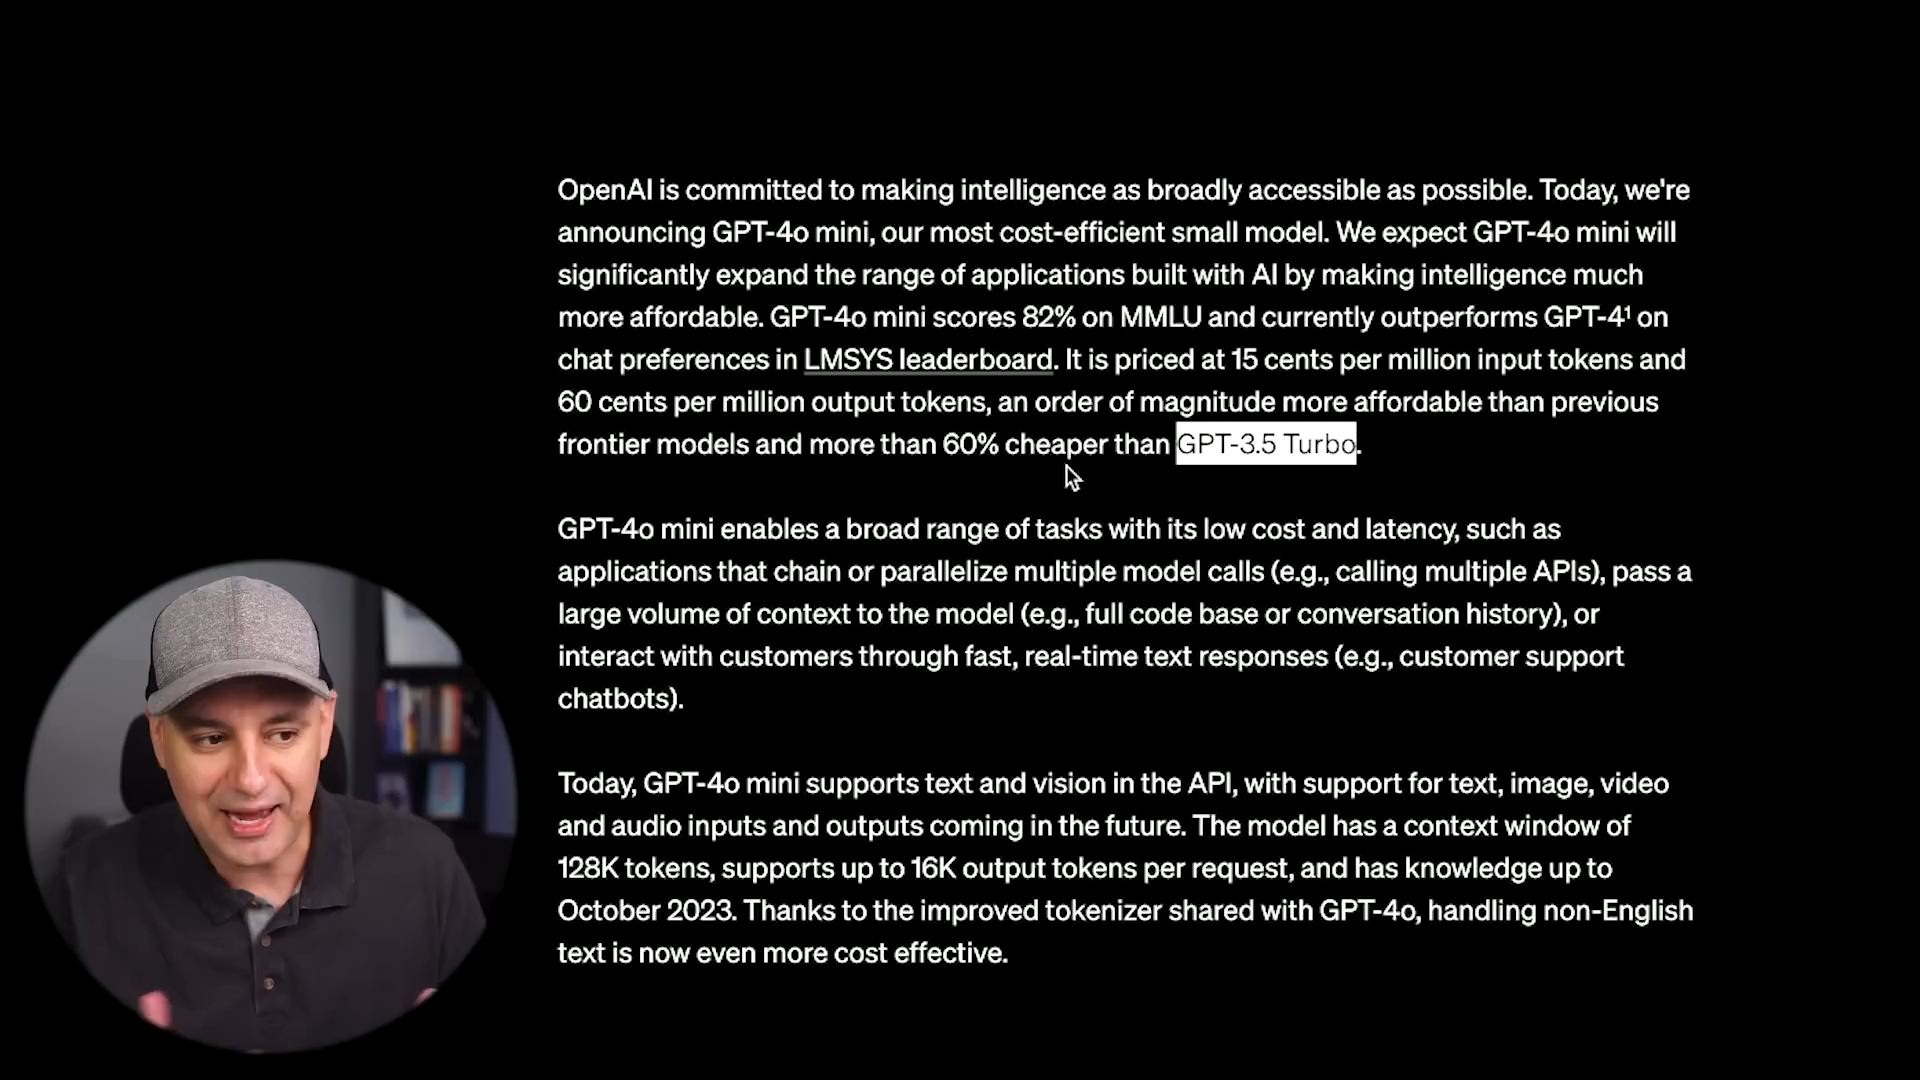 OpenAI is committed to making intelligence as broadly accessible as possible. Today, we're
announcing GPT-4o mini, our most cost-efficient small model. We expect GPT-4o mini will
significantly expand the range of applications built with AI by making intelligence much
more affordable. GPT-4o mini scores 82% on MMLU and currently outperforms GPT-4¹ on
chat preferences in LMSYS leaderboard. It is priced at 15 cents per million input tokens and
60 cents per million output tokens, an order of magnitude more affordable than previous
frontier models and more than 60% cheaper than GPT-3.5 Turbo.
GPT-4o mini enables a broad range of tasks with its low cost and latency, such as
applications that chain or parallelize multiple model calls (e.g., calling multiple APIs), pass a
large volume of context to the model (e.g., full code base or conversation history), or
interact with customers through fast, real-time text responses (e.g., customer support
chatbots).
Today, GPT-4o mini supports text and vision in the API, with support for text, image, video
and audio inputs and outputs coming in the future. The model has a context window of
128K tokens, supports up to 16K output tokens per request, and has knowledge up to
October 2023. Thanks to the improved tokenizer shared with GPT-4o, handling non-English
text is now even more cost effective.